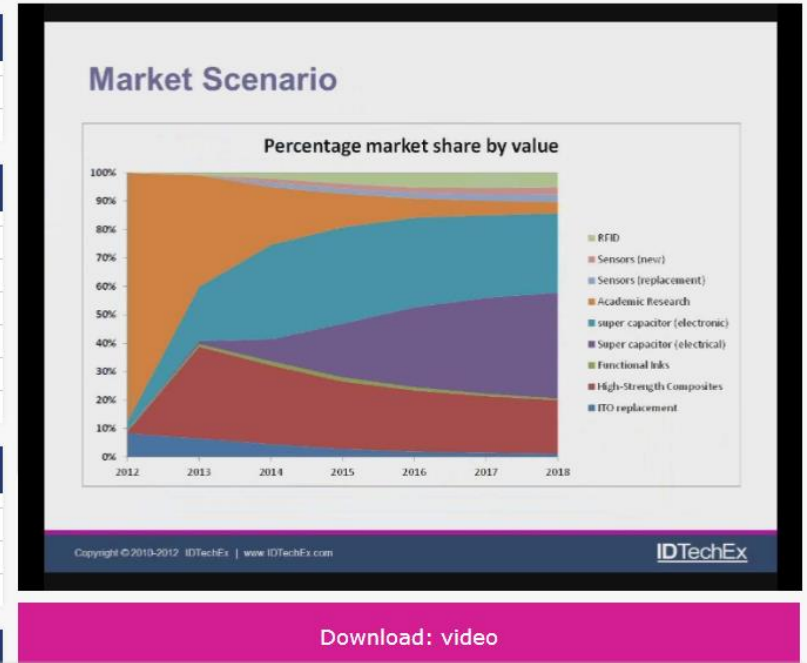 Market Scenario
Percentage market share by value
100%
90%
80%
70%
60%
50%
40%
30%
20%
10%
0%
2012 2013 2014 2015 2016 2017 2018
RFID
Sensors (new)
Sensors (replacement)
Academic Research
super capacitor (electronic)
Super capacitor (electrical)
Functional Inks
High-Strength Composites
ITO replacement
Copyright © 2010-2012 IDTechEx | www.IDTechEx.com
IDTechEx
Download: video